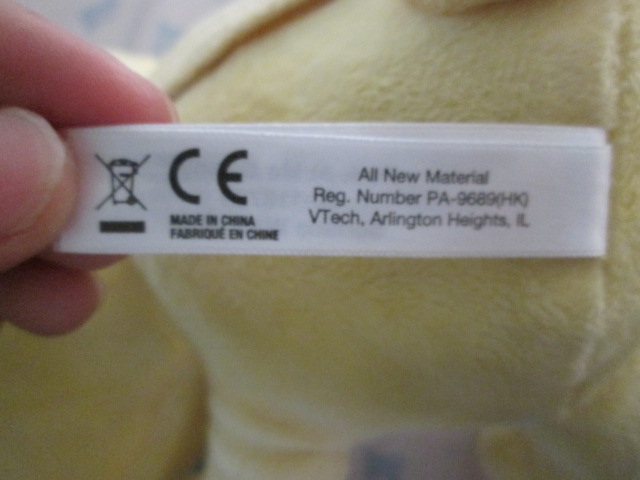 CE
MADE IN CHINA
FABRIQUÉ EN CHINE
All New Material
Reg. Number PA-9689(HK)
VTech, Arlington Heights, IL